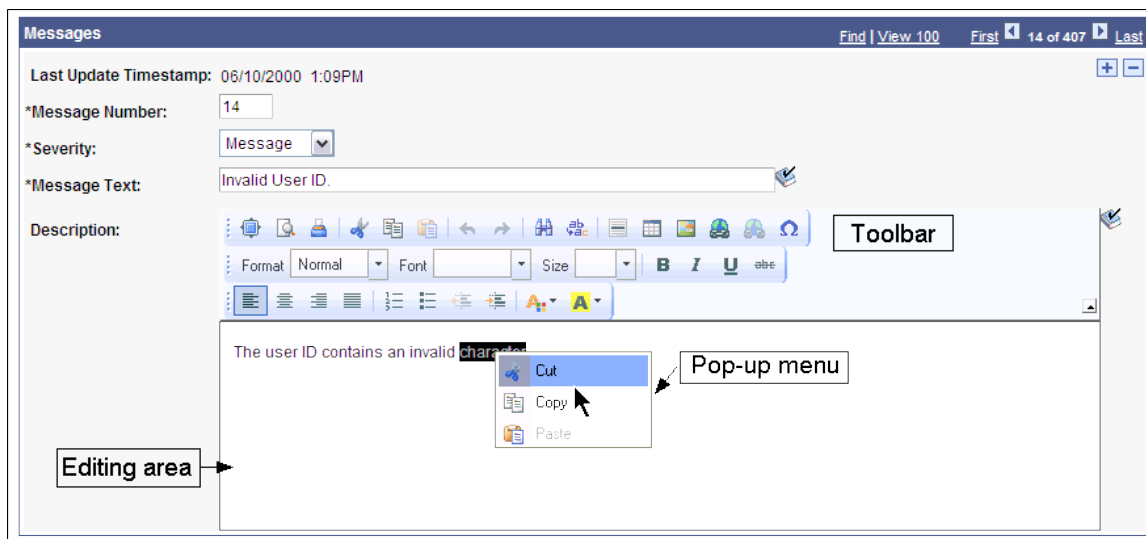 Messages Find | View 100 First 14 of 407 Last
Last Update Timestamp: 06/10/2000 1:09PM
*Message Number: 14
*Severity: Message
*Message Text: Invalid User ID.
Description:
Toolbar
Format Normal Font Size B I U abc
A A
The user ID contains an invalid character
Cut
Pop-up menu
Copy
Paste
Editing area